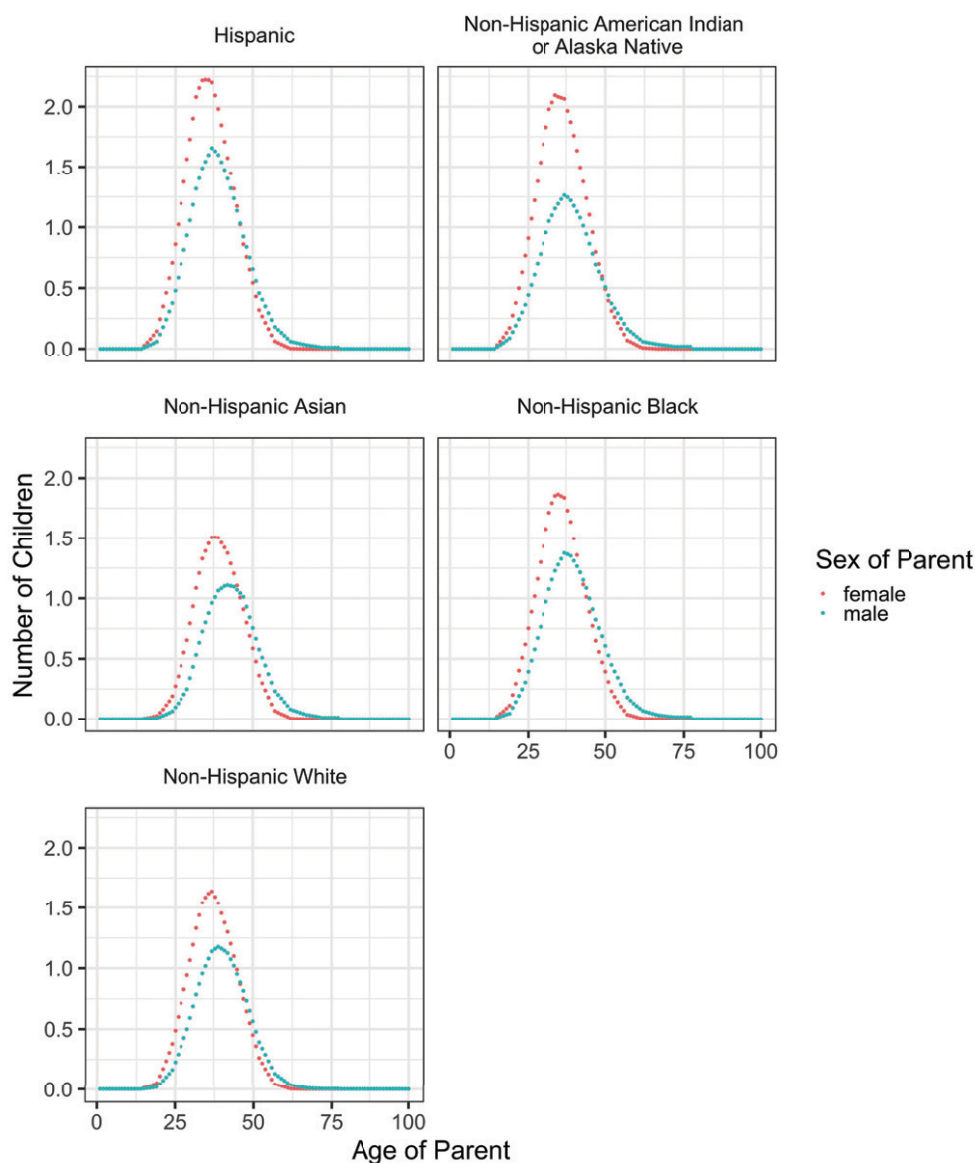 Hispanic
Non-Hispanic American Indian
or Alaska Native
2.0
1.5
1.0
0.5
0.0
Non-Hispanic Asian
Non-Hispanic Black
2.0
1.5
1.0
0.5
0.0
0
25
50
75
100
Non-Hispanic White
2.0
1.5
1.0
0.5
0.0
0
25
50
75
100
Number of Children
Age of Parent
Sex of Parent
female
male